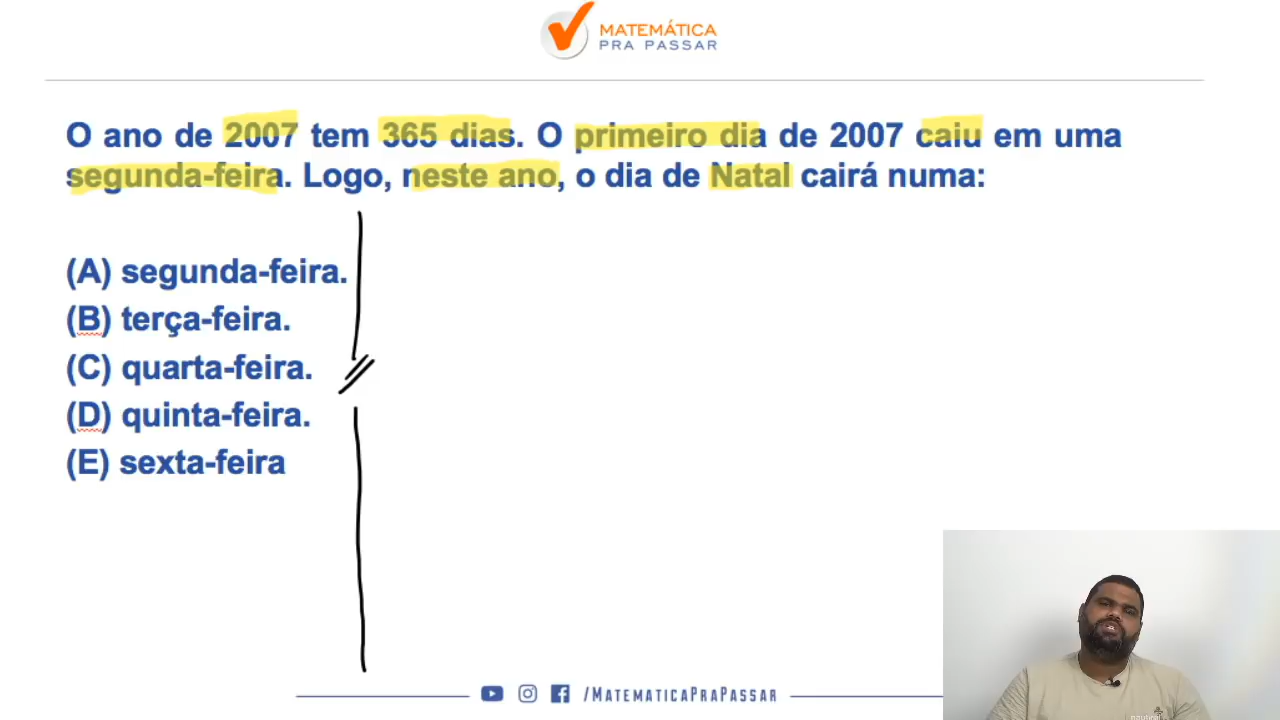 MATEMÁTICA
PRA PASSAR
O ano de 2007 tem 365 dias. O primeiro dia de 2007 caiu em uma
segunda-feira. Logo, neste ano, o dia de Natal cairá numa:
(A) segunda-feira.
(B) terça-feira.
(C) quarta-feira.
(D) quinta-feira.
(E) sexta-feira
/MATEMATICAPRAPASSAR